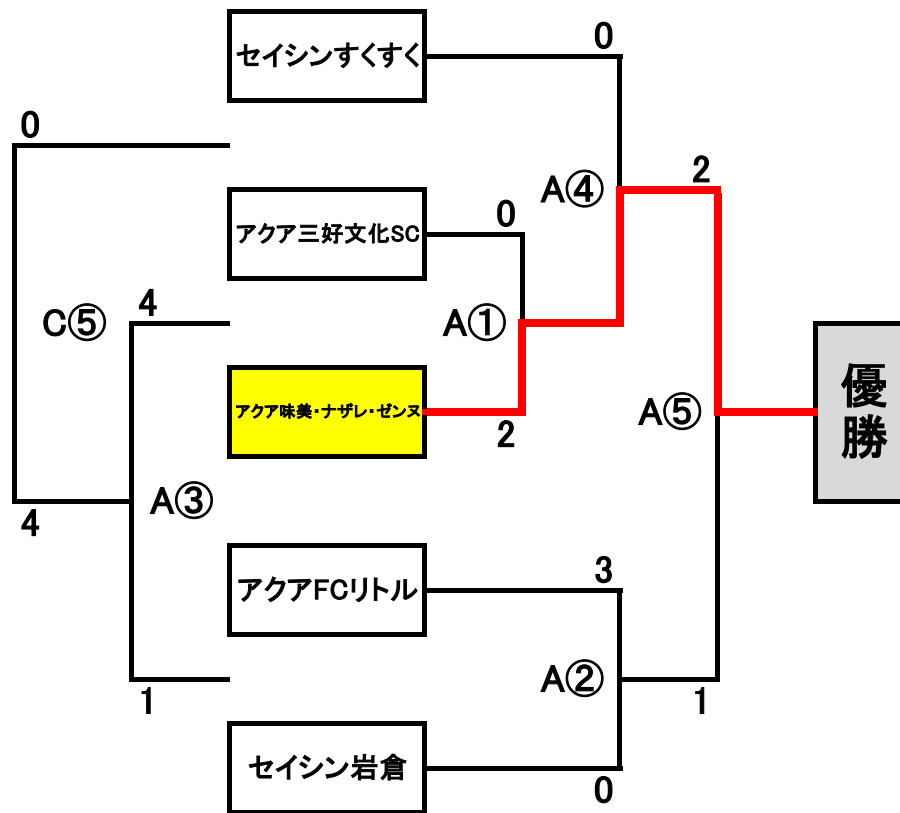 0
セイシンすくすく
0
2
A④
アクア三好文化SC
0
4
C⑤
A①
優勝
アクア味美・ナザレ・ゼンヌ
A⑤
2
A③
4
アクアFCリトル
3
A②
1
1
セイシン岩倉
0